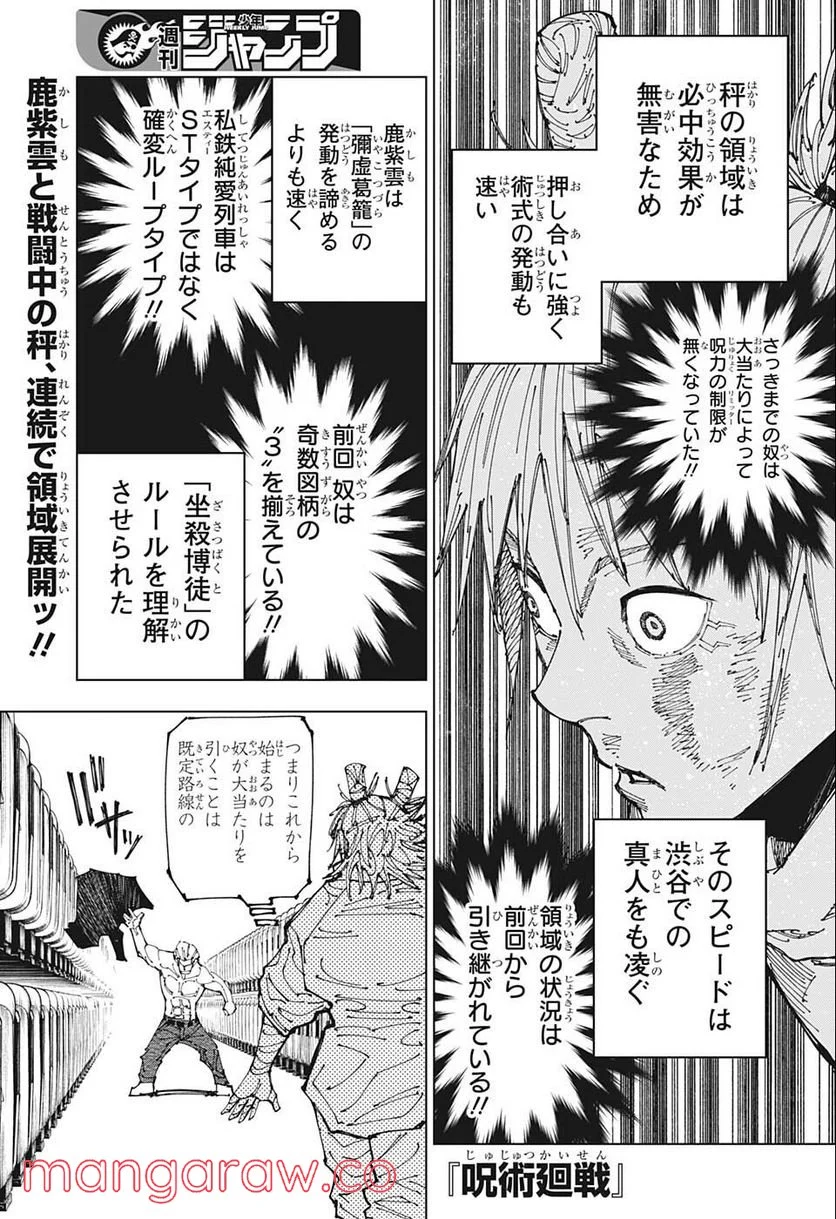 秤の領域は
必中効果が
無害なため
押し合いに強く
術式の発動も
速い
さっきまでの奴は
大当たりによって
呪力の制限が
無くなっていた!!
そのスピードは
渋谷での
真人をも凌ぐ
領域の状況は
前回から
引き継がれている!!
『呪術廻戦』
週刊
少年
WEEKLY JUMP
ジャンプ
鹿紫雲は
「彌虚葛籠」の
発動を諦める
よりも速く
私鉄純愛列車は
STタイプではなく
確変ループタイプ!!
前回奴は
奇数図柄の
〝3〟を揃えている!!
「坐殺博徒」の
ルールを理解
させられた
鹿紫雲と戦闘中の秤、連続で領域展開ッ!!
つまりこれから
始まるのは
奴が大当たりを
引くことは
既定路線の
ガッ
mangaraw.co